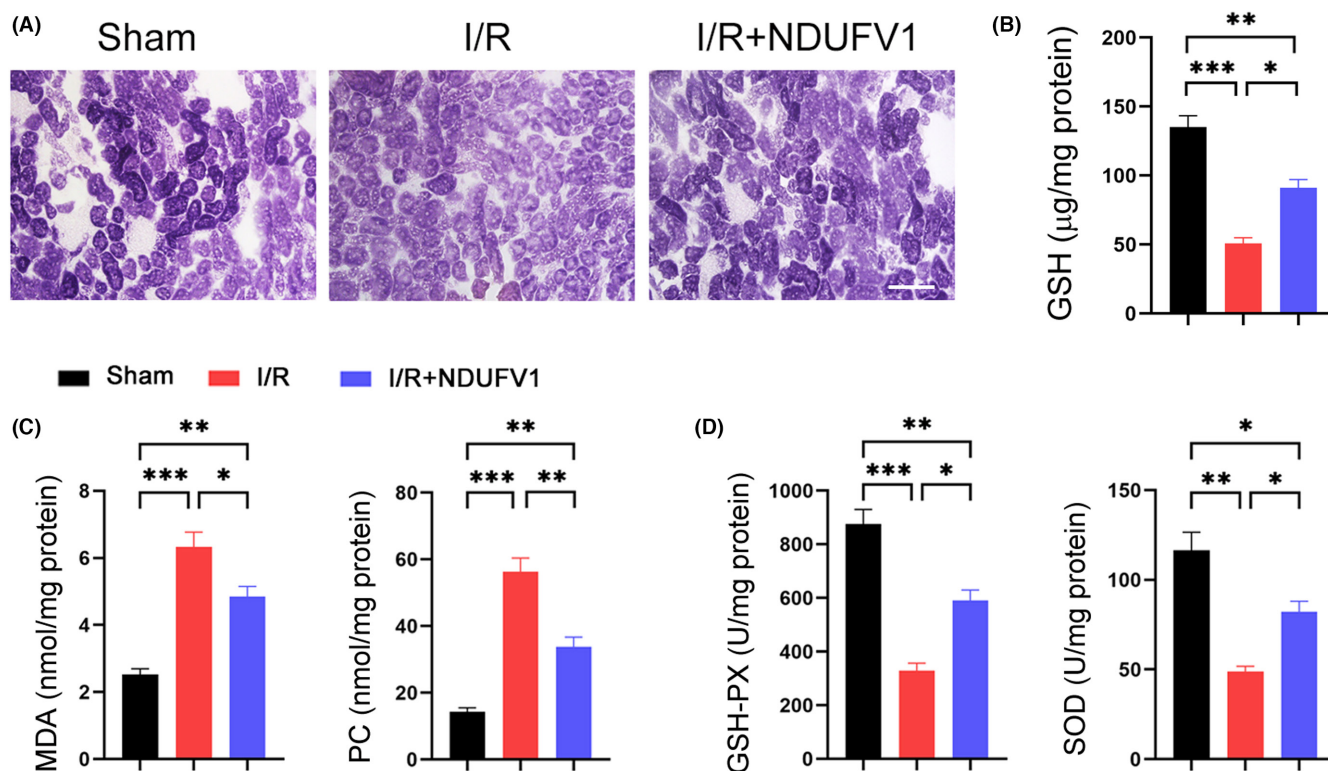 (A)
Sham
I/R
I/R+NDUFV1
(B)
GSH (μg/mg protein)
200
150
100
50
0
**
***
*
Sham
I/R
I/R+NDUFV1
(C)
MDA (nmol/mg protein)
8
6
4
2
0
**
***
*
PC (nmol/mg protein)
80
60
40
20
0
**
***
**
(D)
GSH-PX (U/mg protein)
1000
800
600
400
200
0
**
***
*
SOD (U/mg protein)
150
100
50
0
*
**
*